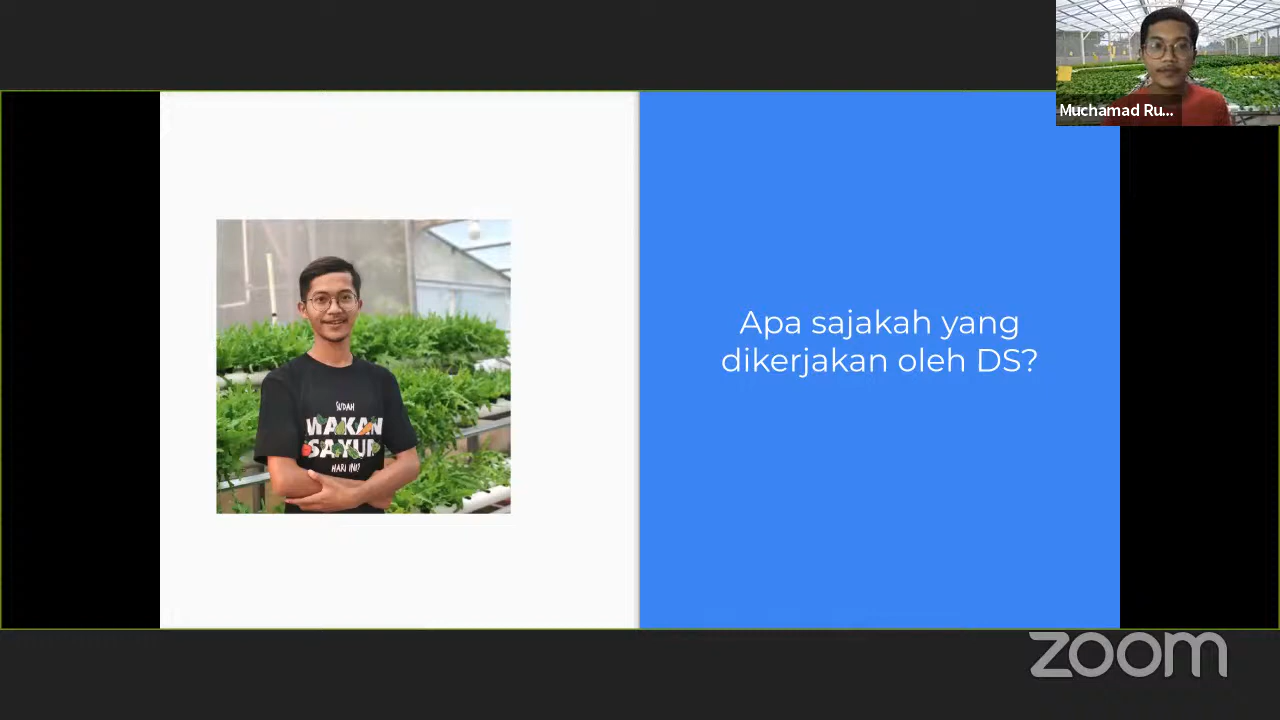 Muchamad Ru...
Apa sajakah yang
dikerjakan oleh DS?
SUDAH
MAKAN
SAYUR
HARI INI?
zoom